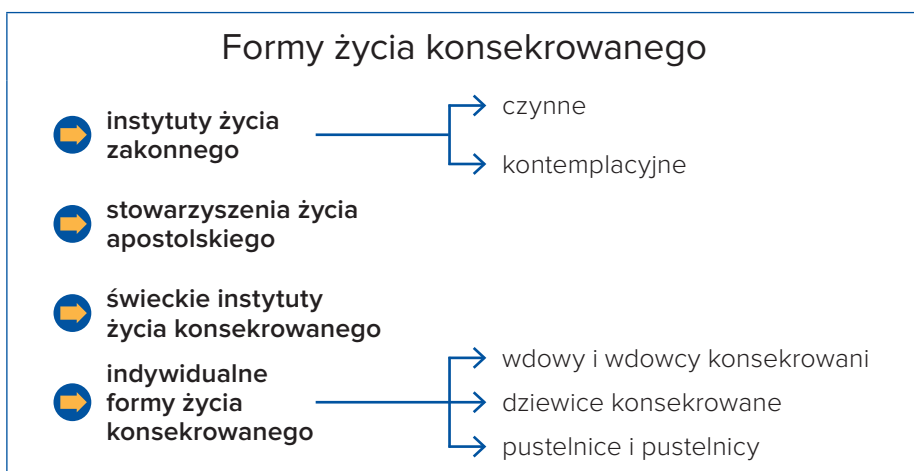 Formy życia konsekrowanego
instytuty życia
zakonnego
czynne
kontemplacyjne
stowarzyszenia życia
apostolskiego
świeckie instytuty
życia konsekrowanego
indywidualne
formy życia
konsekrowanego
wdowy i wdowcy konsekrowani
dziewice konsekrowane
pustelnice i pustelnicy